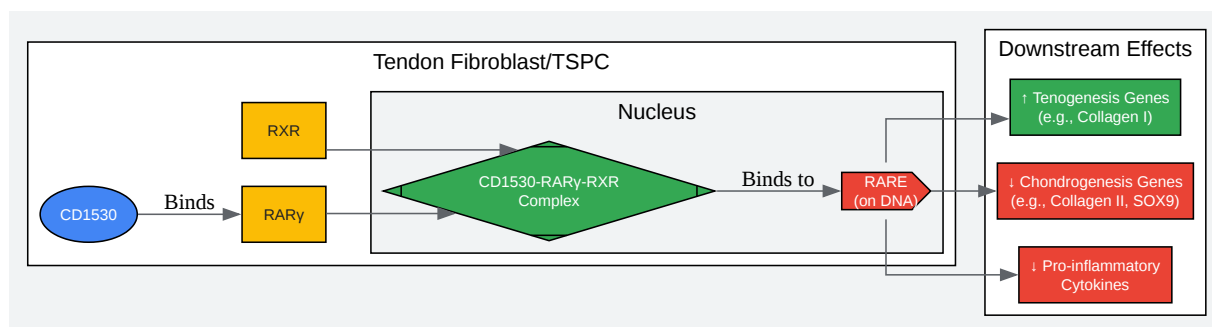 Tendon Fibroblast/TSPC
Nucleus
RXR
CD1530
Binds
RARγ
CD1530-RARγ-RXR
Complex
Binds to
RARE
(on DNA)
Downstream Effects
↑ Tenogenesis Genes
(e.g., Collagen I)
↓ Chondrogenesis Genes
(e.g., Collagen II, SOX9)
↓ Pro-inflammatory
Cytokines